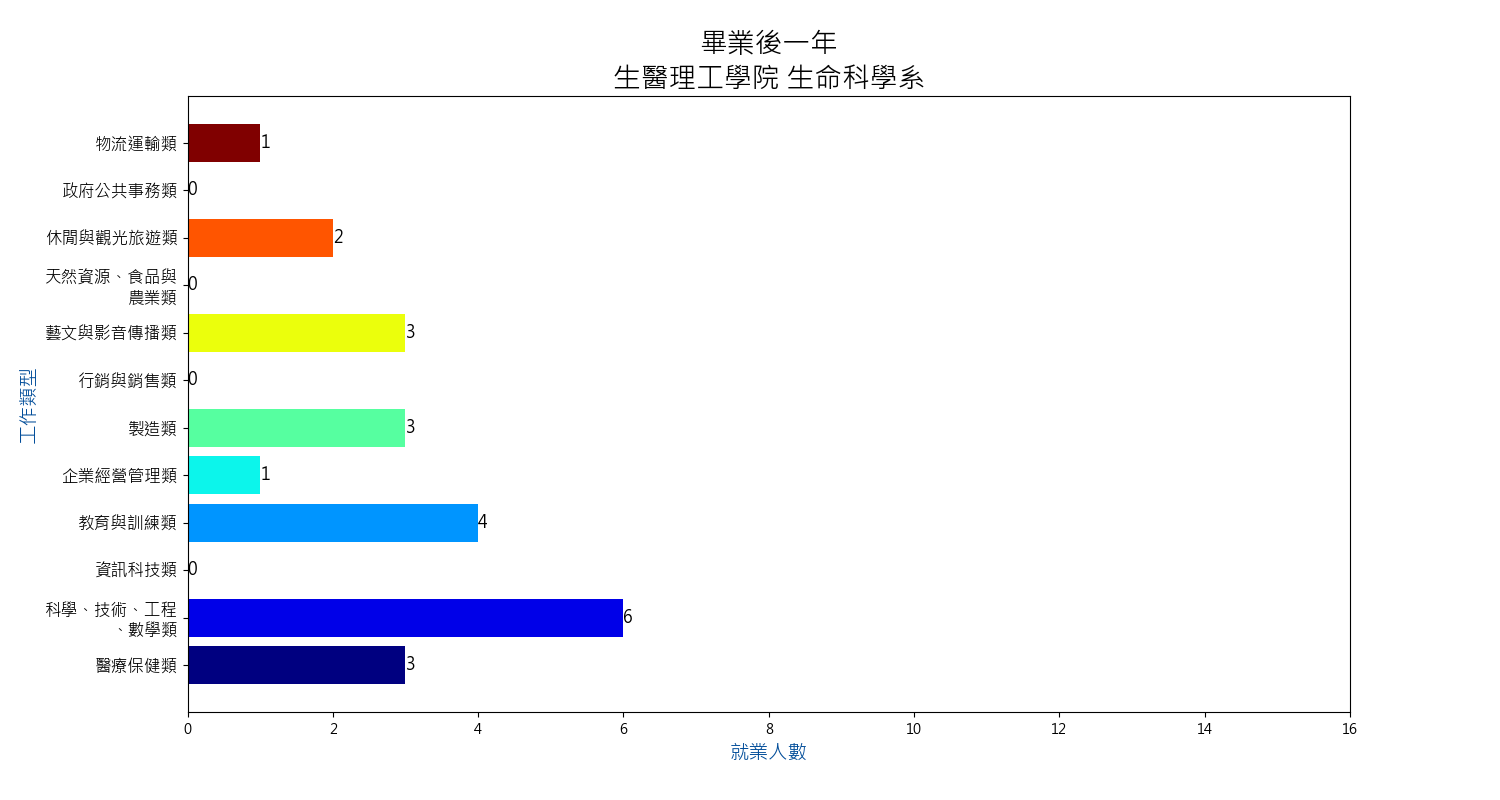 畢業後一年
生醫理工學院 生命科學系
物流運輸類
1
政府公共事務類
0
休閒與觀光旅遊類
2
天然資源、食品與
農業類
0
藝文與影音傳播類
3
行銷與銷售類
0
製造類
3
企業經營管理類
1
教育與訓練類
4
資訊科技類
0
科學、技術、工程
、數學類
6
醫療保健類
3
工作類型
0 2 4 6 8 10 12 14 16
就業人數